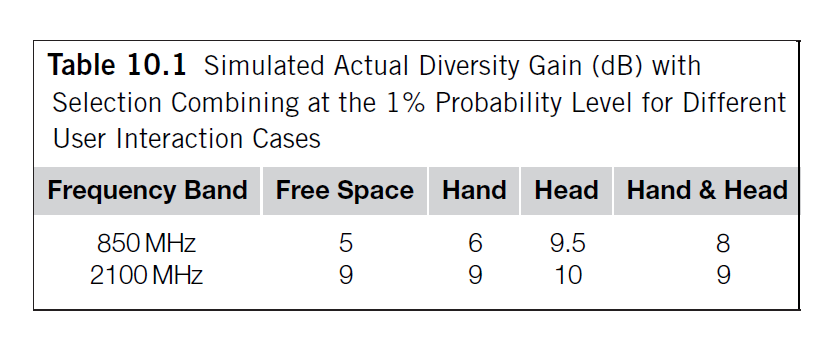 Table 10.1 Simulated Actual Diversity Gain (dB) with
Selection Combining at the 1% Probability Level for Different
User Interaction Cases
Frequency Band Free Space Hand Head Hand & Head
850 MHz 5 6 9.5 8
2100 MHz 9 9 10 9